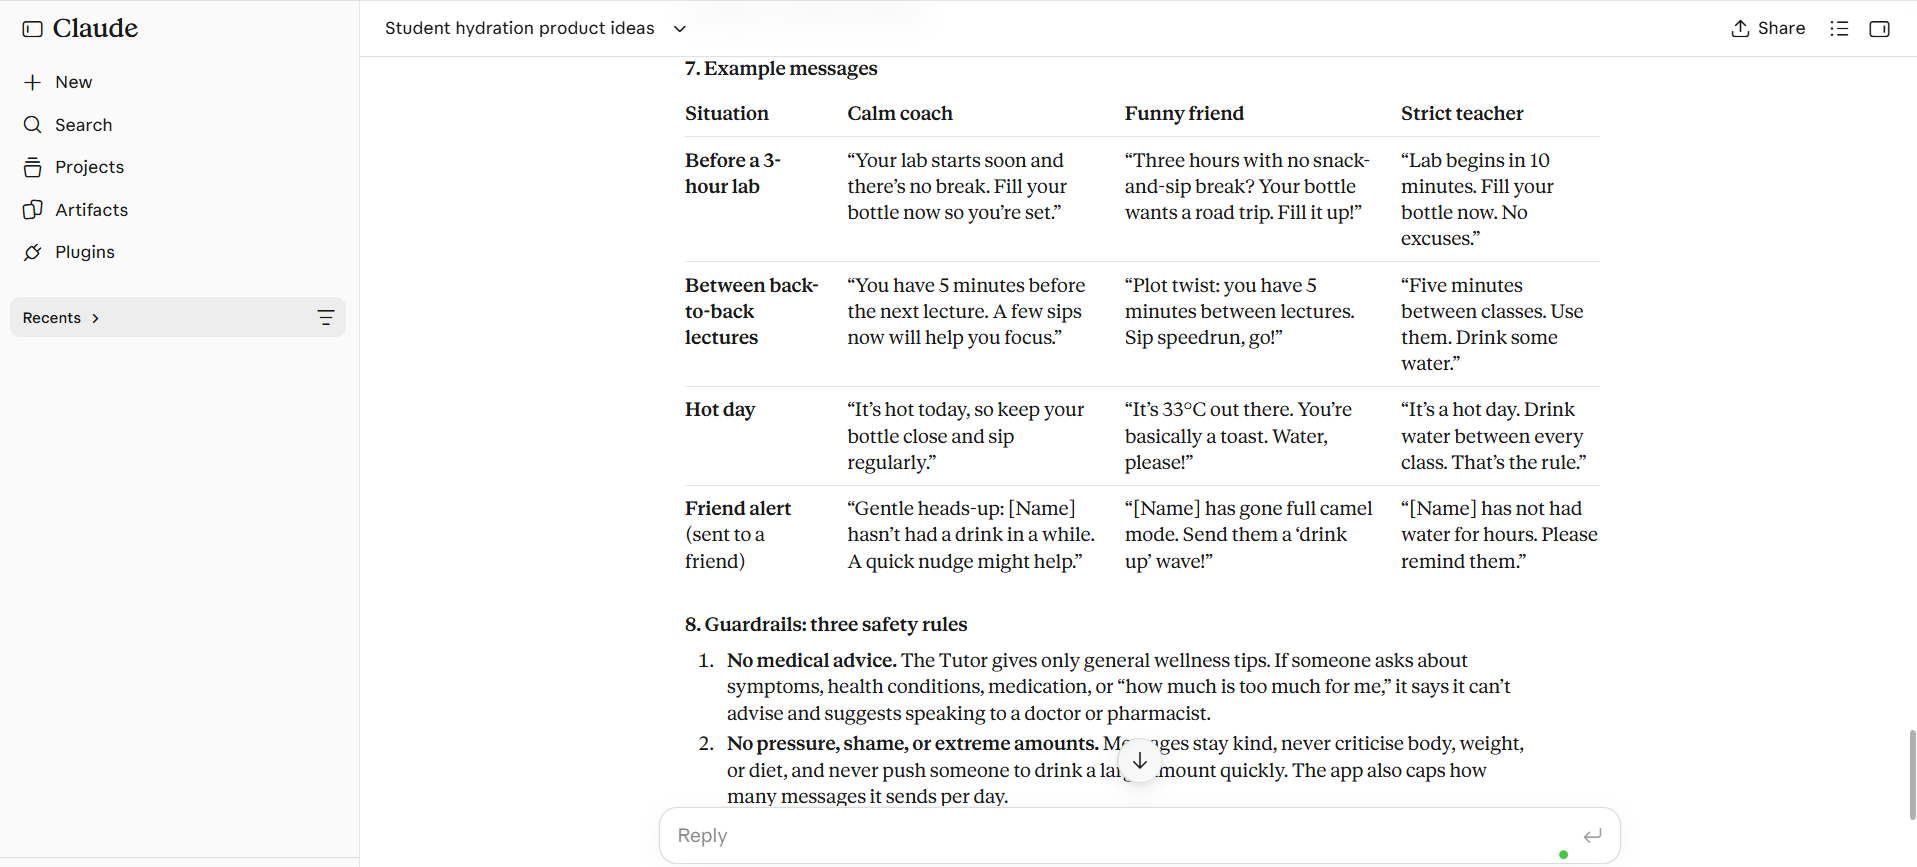 Claude
New
Search
Projects
Artifacts
Plugins
Recents
Student hydration product ideas
Share
7. Example messages
Situation Calm coach Funny friend Strict teacher
Before a 3-
hour lab
“Your lab starts soon and
there’s no break. Fill your
bottle now so you’re set.”
“Three hours with no snack-
and-sip break? Your bottle
wants a road trip. Fill it up!”
“Lab begins in 10
minutes. Fill your
bottle now. No
excuses.”
Between back-
to-back
lectures
“You have 5 minutes before
the next lecture. A few sips
now will help you focus.”
“Plot twist: you have 5
minutes between lectures.
Sip speedrun, go!”
“Five minutes
between classes. Use
them. Drink some
water.”
Hot day
“It’s hot today, so keep your
bottle close and sip
regularly.”
“It’s 33°C out there. You’re
basically a toast. Water,
please!”
“It’s a hot day. Drink
water between every
class. That’s the rule.”
Friend alert
(sent to a
friend)
“Gentle heads-up: [Name]
hasn’t had a drink in a while.
A quick nudge might help.”
“[Name] has gone full camel
mode. Send them a ‘drink
up’ wave!”
“[Name] has not had
water for hours. Please
remind them.”
8. Guardrails: three safety rules
1. No medical advice. The Tutor gives only general wellness tips. If someone asks about
symptoms, health conditions, medication, or “how much is too much for me,” it says it can’t
advise and suggests speaking to a doctor or pharmacist.
2. No pressure, shame, or extreme amounts. stay kind, never criticise body, weight,
or diet, and never push someone to drink a quickly. The app also caps how
many messages it sends per day.
Reply